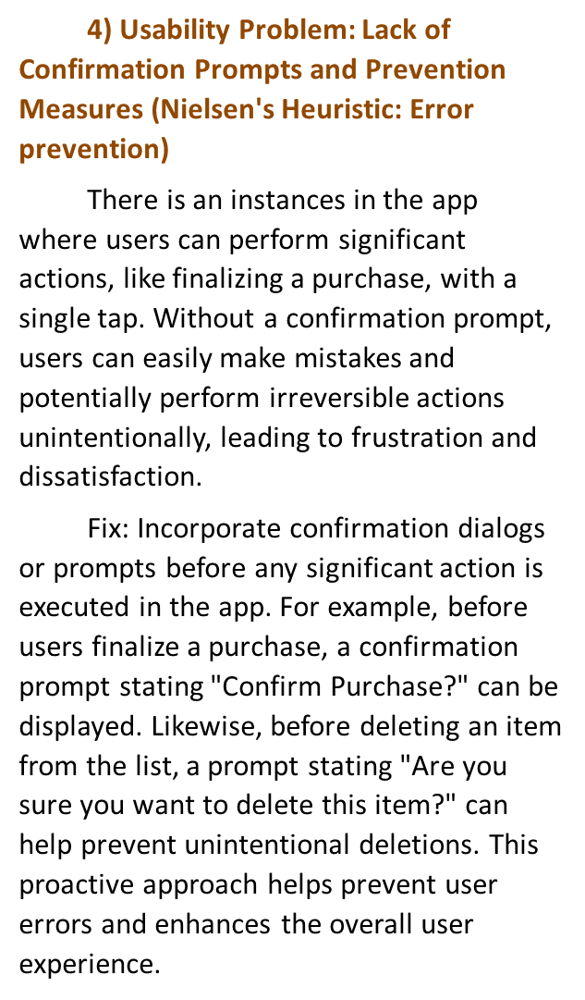 4) Usability Problem: Lack of
Confirmation Prompts and Prevention
Measures (Nielsen's Heuristic: Error
prevention)
There is an instances in the app
where users can perform significant
actions, like finalizing a purchase, with a
single tap. Without a confirmation prompt,
users can easily make mistakes and
potentially perform irreversible actions
unintentionally, leading to frustration and
dissatisfaction.
Fix: Incorporate confirmation dialogs
or prompts before any significant action is
executed in the app. For example, before
users finalize a purchase, a confirmation
prompt stating "Confirm Purchase?" can be
displayed. Likewise, before deleting an item
from the list, a prompt stating "Are you
sure you want to delete this item?" can
help prevent unintentional deletions. This
proactive approach helps prevent user
errors and enhances the overall user
experience.